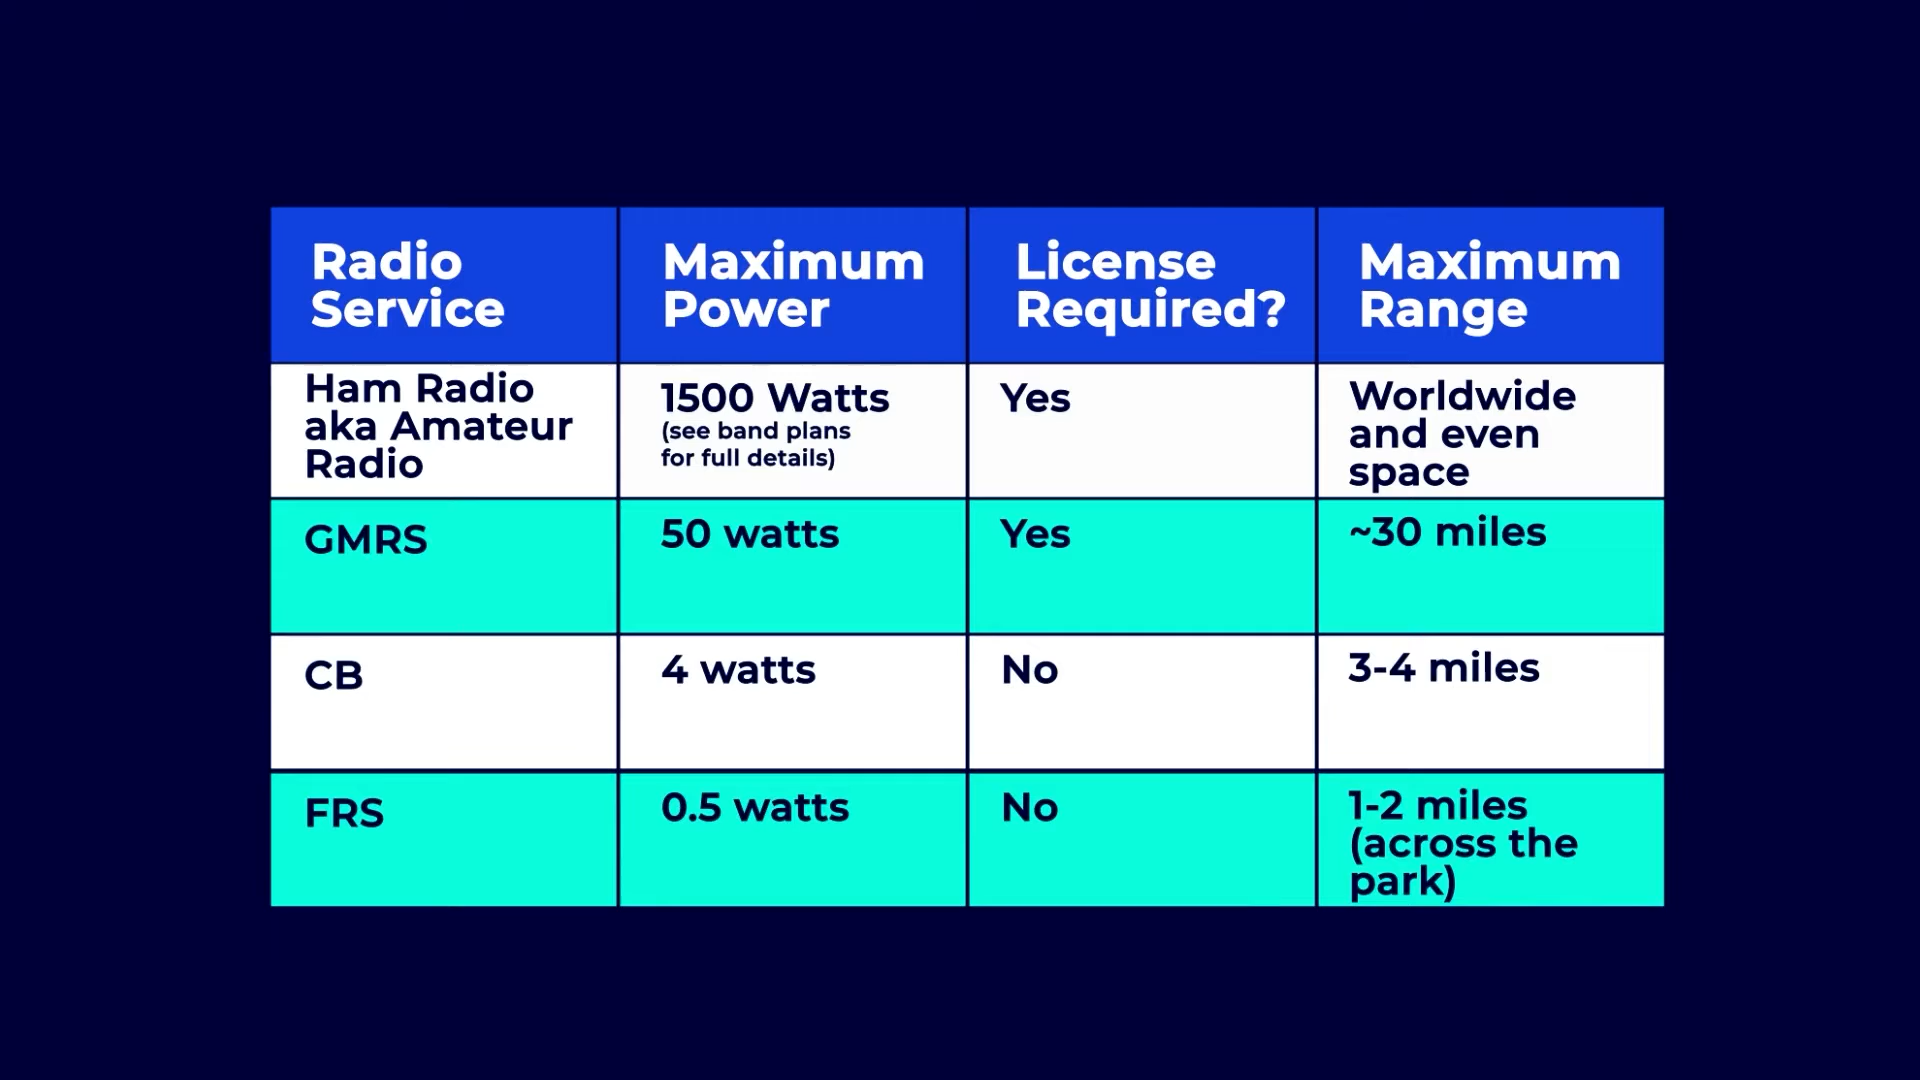 Radio
Service
Maximum
Power
License
Required?
Maximum
Range
Ham Radio
aka Amateur
Radio
1500 Watts
(see band plans
for full details)
Yes
Worldwide
and even
space
GMRS
50 watts
Yes
~30 miles
CB
4 watts
No
3-4 miles
FRS
0.5 watts
No
1-2 miles
(across the
park)